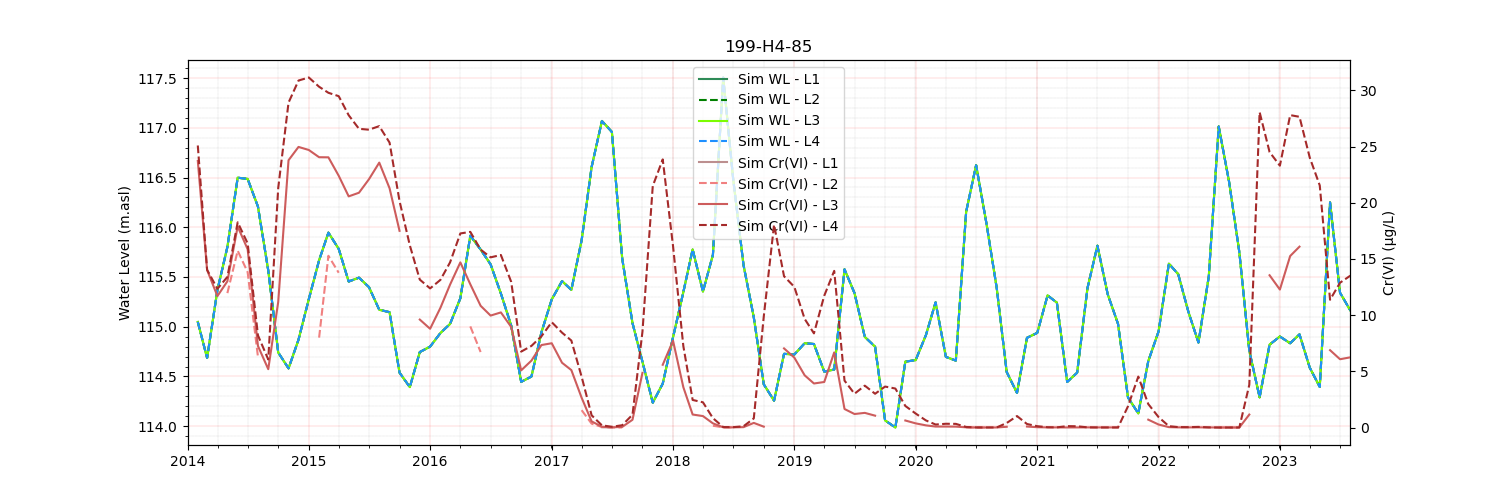 199-H4-85
Water Level (m.asl)
117.5
117.0
116.5
116.0
115.5
115.0
114.5
114.0
Sim WL - L1
Sim WL - L2
Sim WL - L3
Sim WL - L4
Sim Cr(VI) - L1
Sim Cr(VI) - L2
Sim Cr(VI) - L3
Sim Cr(VI) - L4
30
25
20
15
10
5
0
Cr(VI) (μg/L)
2014 2015 2016 2017 2018 2019 2020 2021 2022 2023